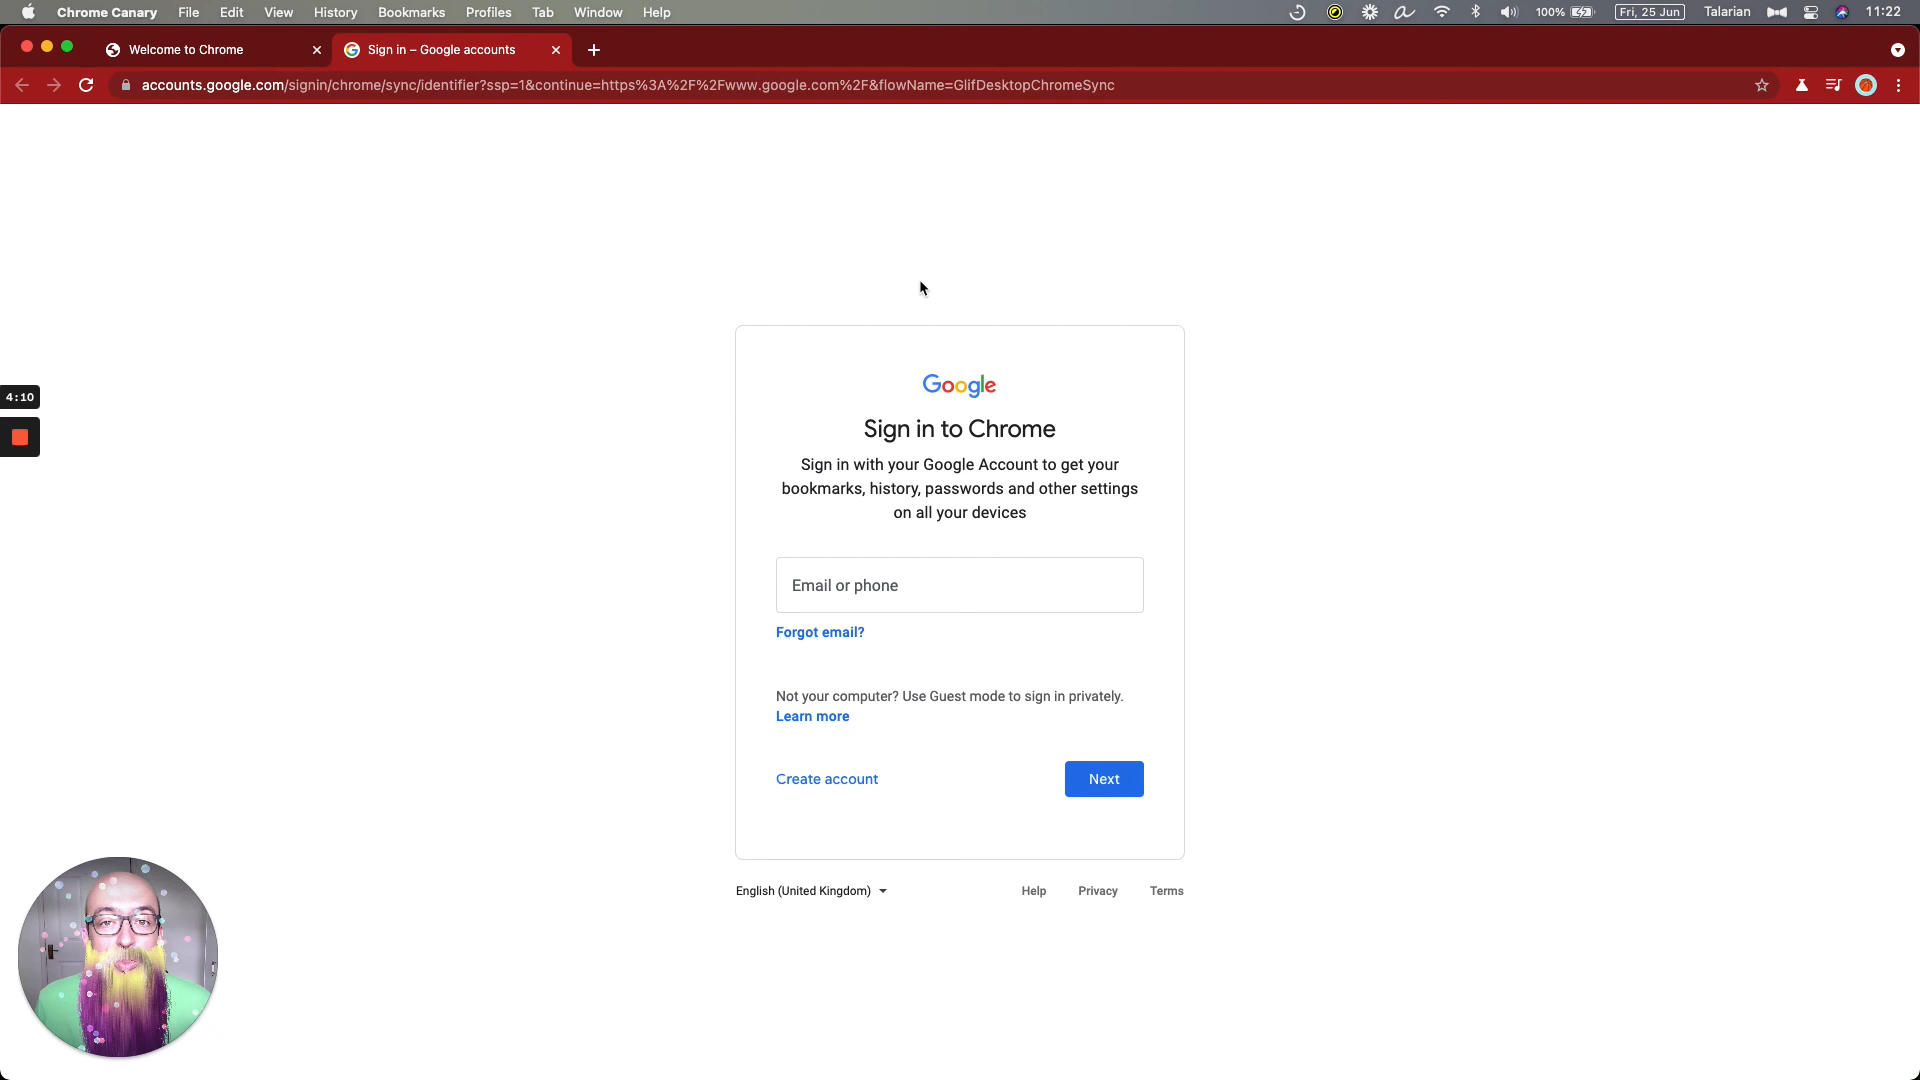 Chrome Canary File Edit View History Bookmarks Profiles Tab Window Help 100% Fri, 25 Jun Talarian 11:22
Welcome to Chrome Sign in – Google accounts
accounts.google.com/signin/chrome/sync/identifier?ssp=1&continue=https%3A%2F%2Fwww.google.com%2F&flowName=GlifDesktopChromeSync
4:10
Google
Sign in to Chrome
Sign in with your Google Account to get your
bookmarks, history, passwords and other settings
on all your devices
Email or phone
Forgot email?
Not your computer? Use Guest mode to sign in privately.
Learn more
Create account Next
English (United Kingdom) Help Privacy Terms